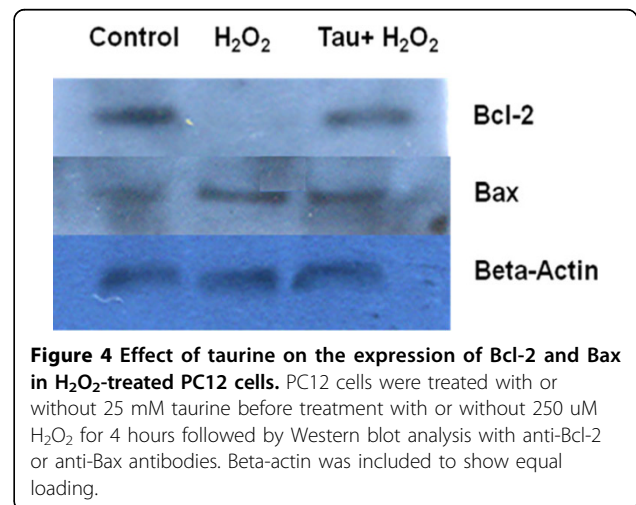 Control H₂O₂ Tau+ H₂O₂
Bcl-2
Bax
Beta-Actin
Figure 4 Effect of taurine on the expression of Bcl-2 and Bax
in H₂O₂-treated PC12 cells. PC12 cells were treated with or
without 25 mM taurine before treatment with or without 250 uM
H₂O₂ for 4 hours followed by Western blot analysis with anti-Bcl-2
or anti-Bax antibodies. Beta-actin was included to show equal
loading.